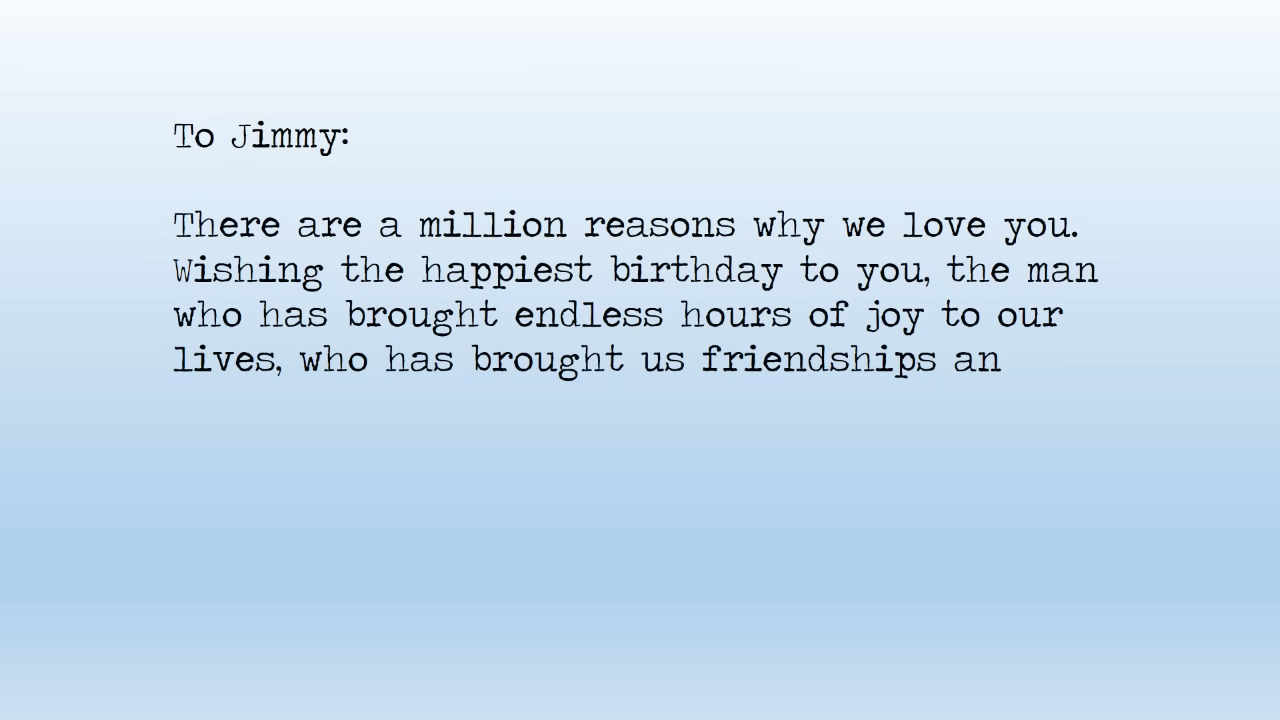 To Jimmy:
There are a million reasons why we love you.
Wishing the happiest birthday to you, the man
who has brought endless hours of joy to our
lives, who has brought us friendships an